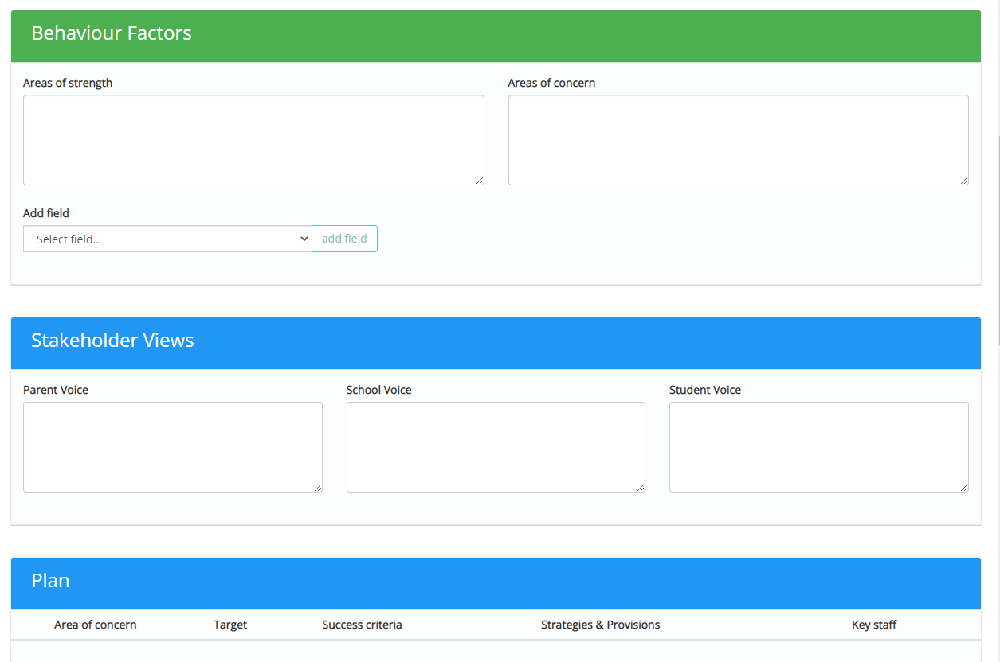 Behaviour Factors
Areas of strength Areas of concern
Add field
Select field... add field
Stakeholder Views
Parent Voice School Voice Student Voice
Plan
Area of concern Target Success criteria Strategies & Provisions Key staff